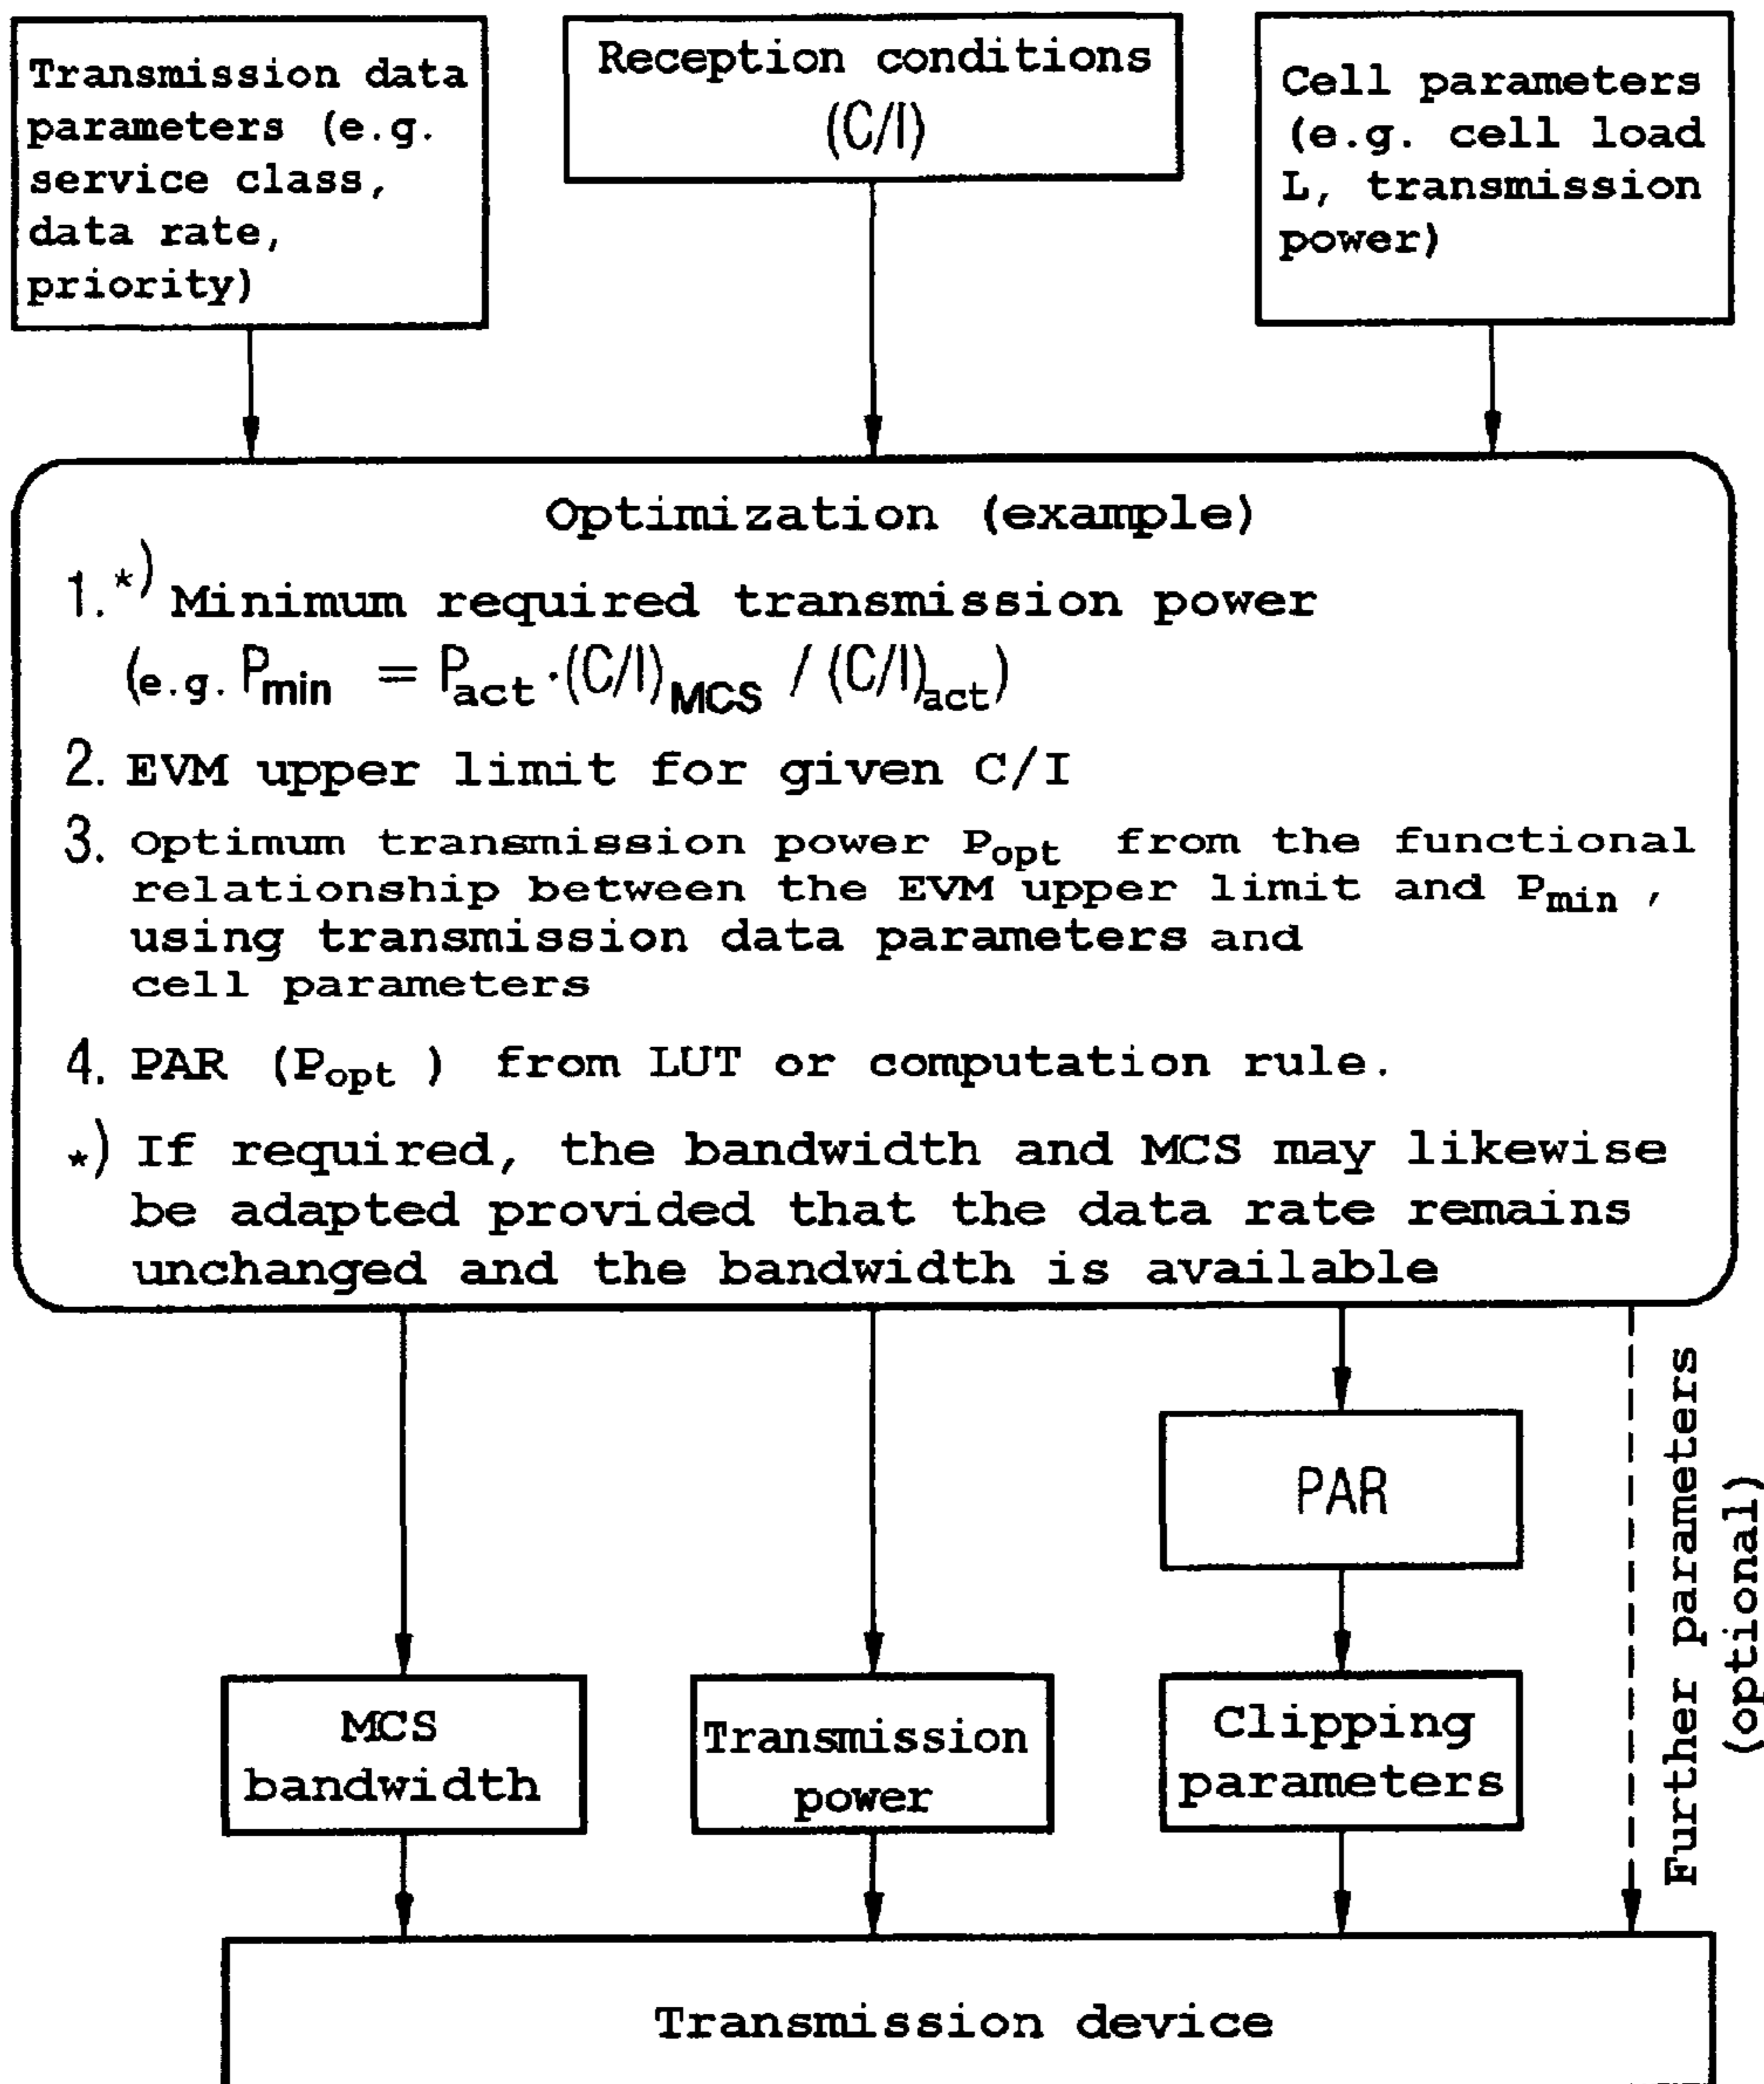 Transmission data
parameters (e.g.
service class,
data rate,
priority)
Reception conditions
(C/I)
Cell parameters
(e.g. cell load
L, transmission
power)
Optimization (example)
1.*) Minimum required transmission power
(e.g. Pmin = Pact·(C/I)MCS / (C/I)act)
2. EVM upper limit for given C/I
3. Optimum transmission power Popt from the functional
relationship between the EVM upper limit and Pmin ,
using transmission data parameters and
cell parameters
4. PAR (Popt ) from LUT or computation rule.
*) If required, the bandwidth and MCS may likewise
be adapted provided that the data rate remains
unchanged and the bandwidth is available
PAR
Further parameters
(optional)
MCS
bandwidth
Transmission
power
Clipping
parameters
Transmission device